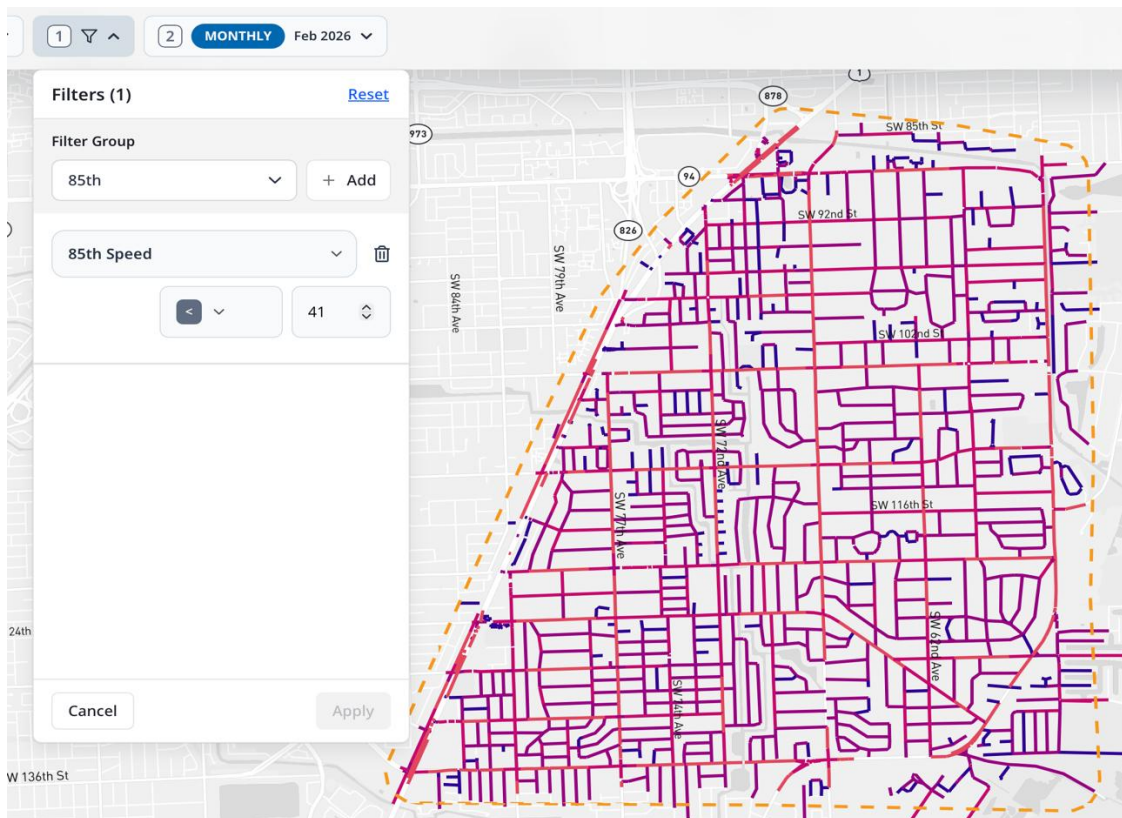 1
2 MONTHLY Feb 2026
Filters (1) Reset
Filter Group
85th + Add
85th Speed
< 41
Cancel Apply
1
878
973
94
826
SW 85th St
SW 92nd St
SW 79th Ave
SW 84th Ave
SW 102nd St
SW 72nd Ave
SW 77th Ave
SW 116th St
24th
SW 62nd Ave
SW 74th Ave
W 136th St